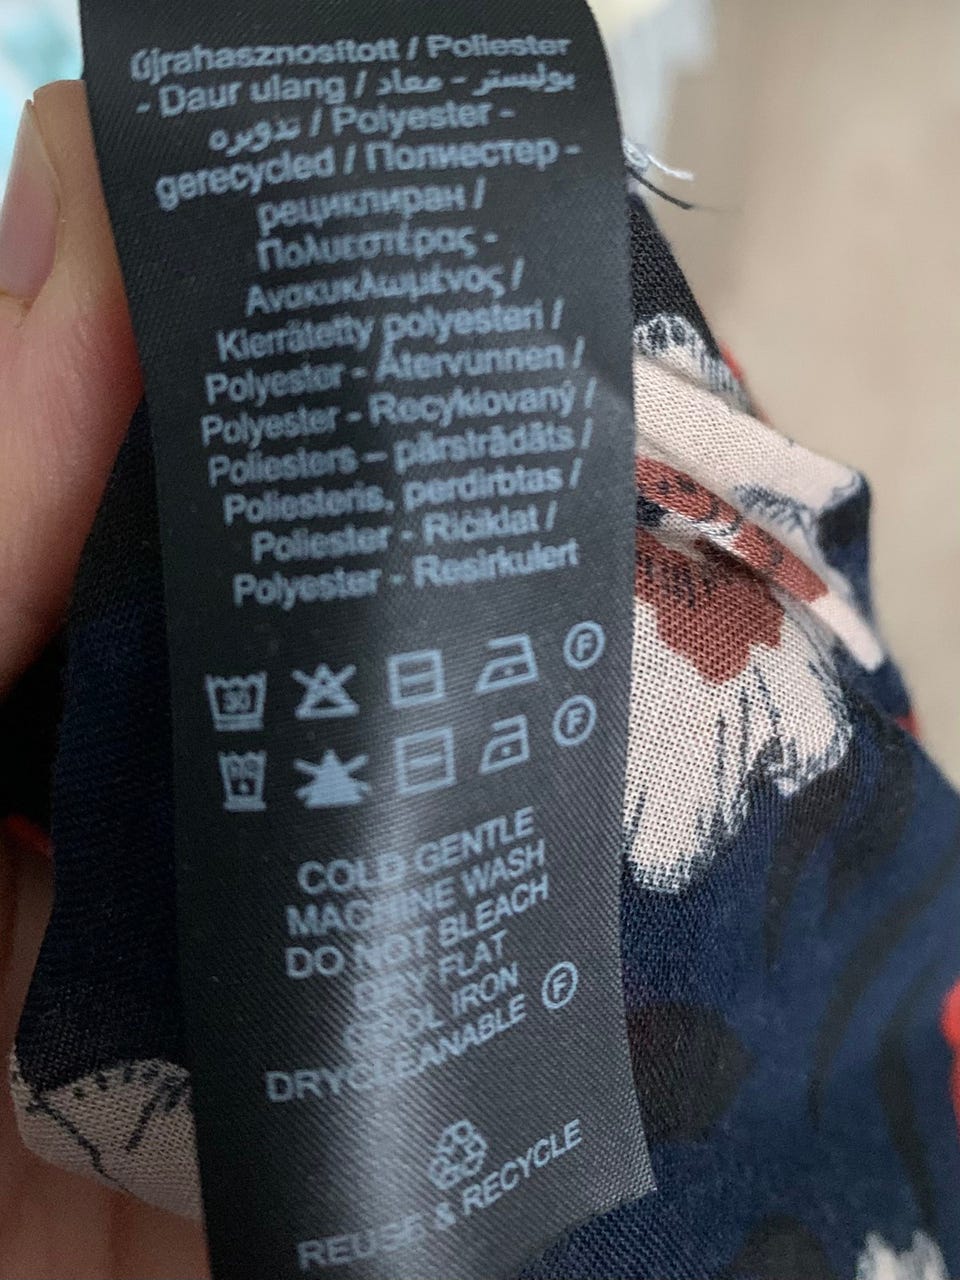 újrahasznosított / Poliester
- Daur ulang / بوليستر - معاد
تدويره / Polyester -
gerecycled / Полиестер -
рециклиран /
Πολυεστέρας -
Ανακυκλωμένος /
Kierrätetty polyesteri /
Polyester - Återvunnen /
Polyester - Recyklovaný /
Poliesters – pārstrādāts /
Poliesteris, perdirbtas /
Poliester - Ričiklat /
Polyester - Resirkulert
30 F
F
COLD GENTLE
MACHINE WASH
DO NOT BLEACH
DRY FLAT
COOL IRON
DRYCLEANABLE F
REUSE & RECYCLE